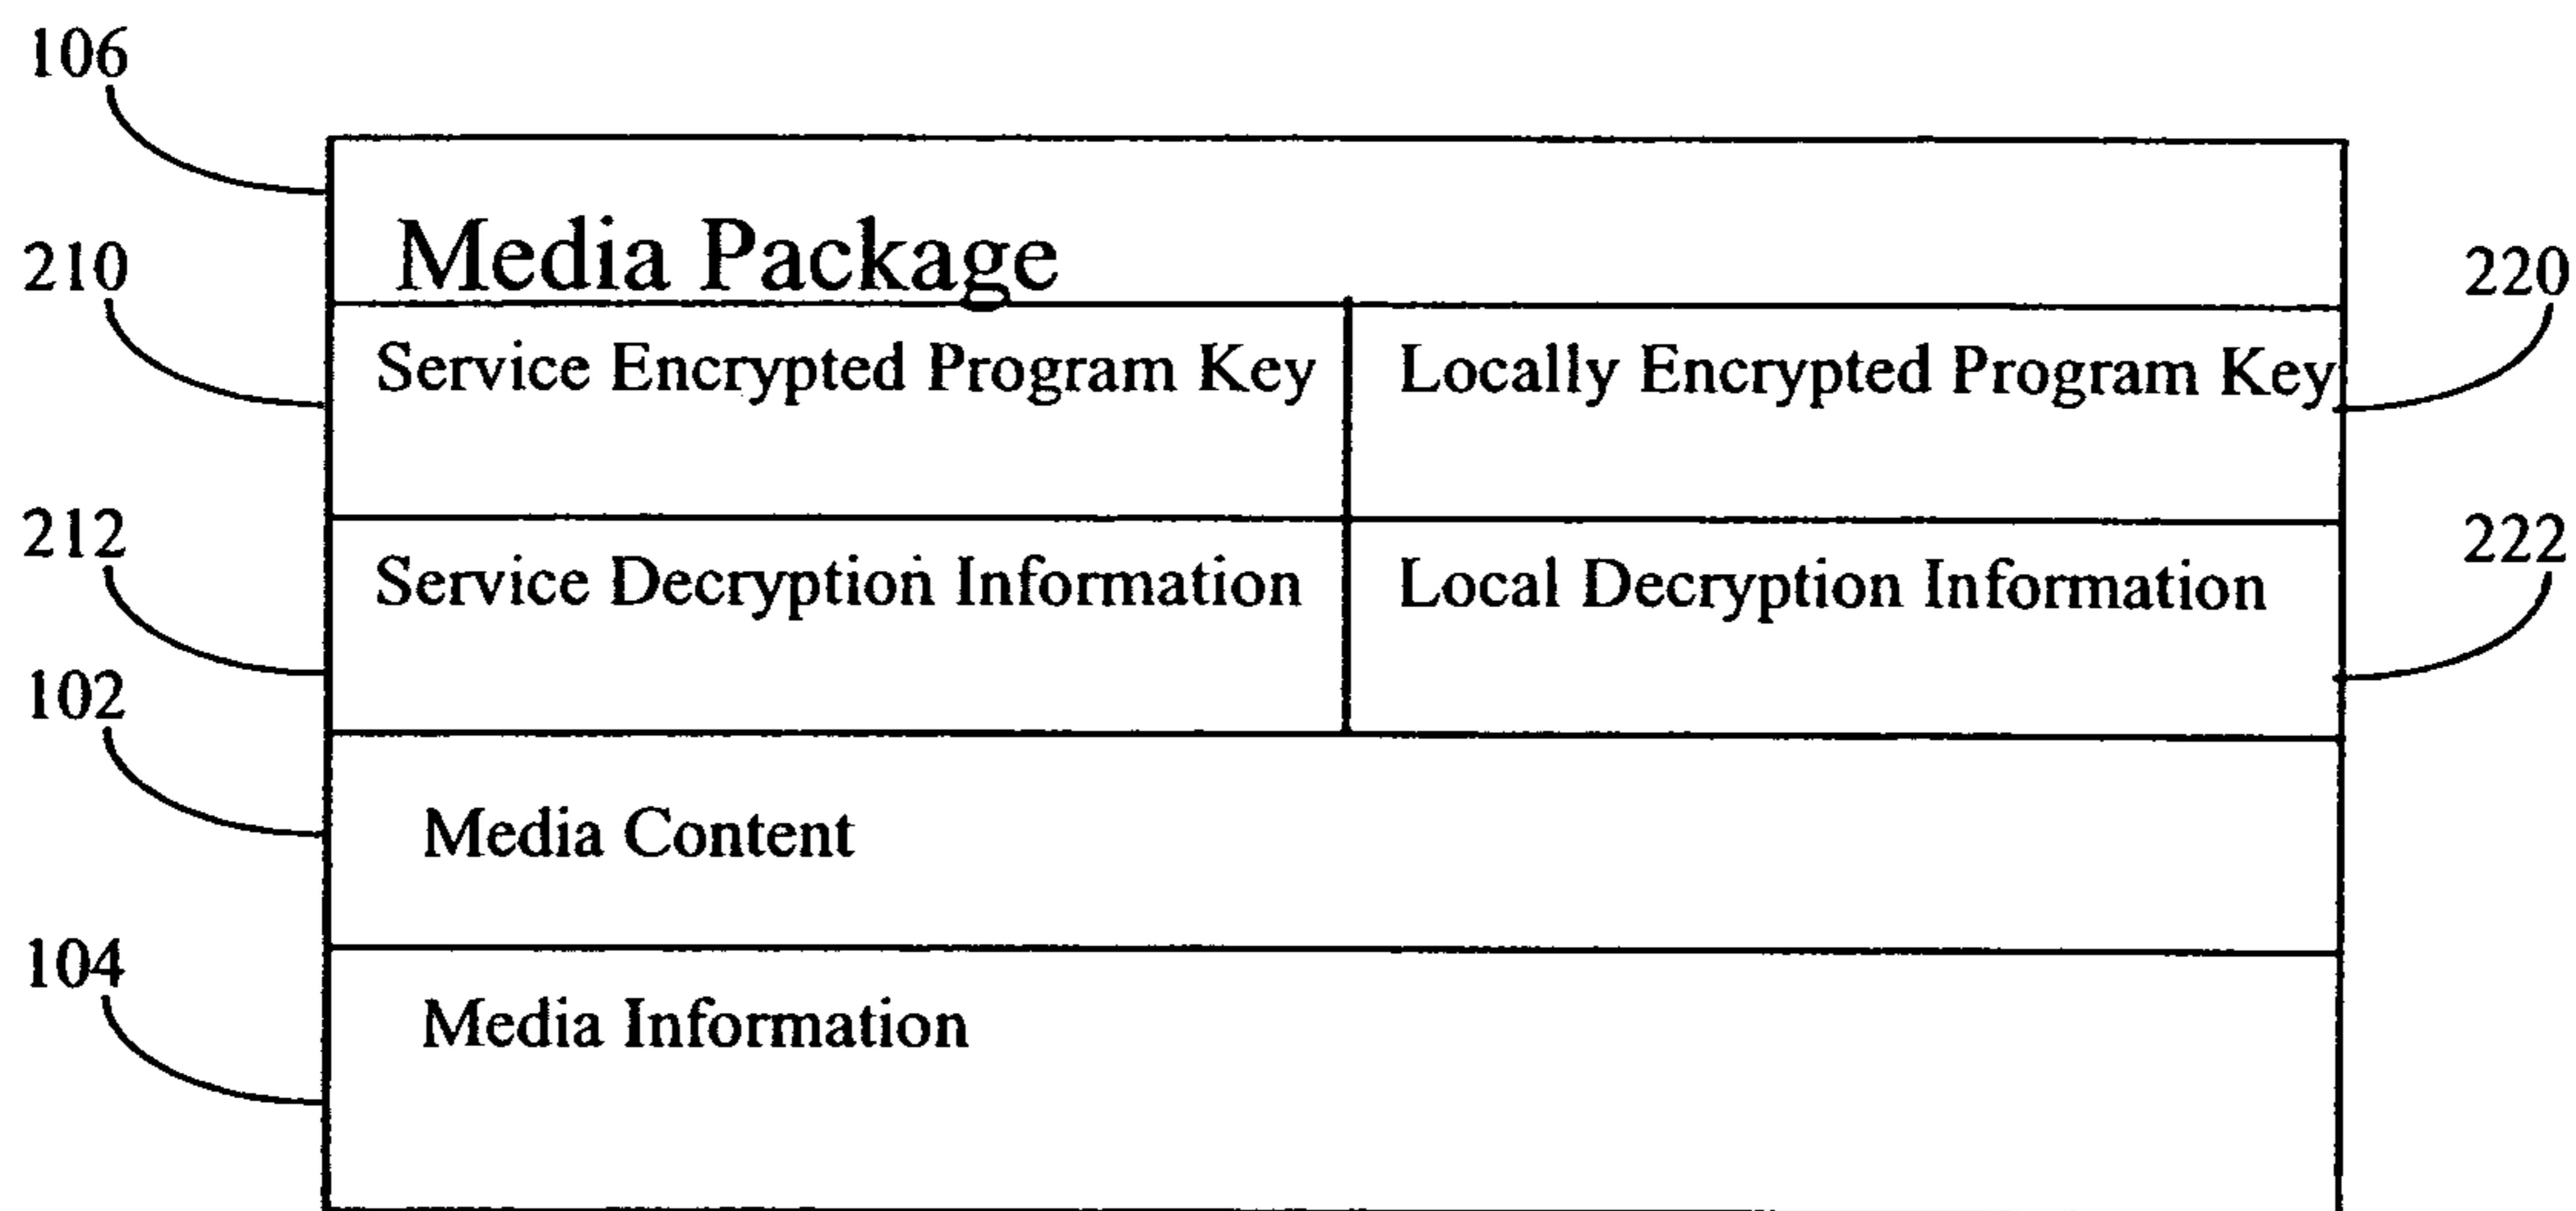 106
Media Package
210
220
Service Encrypted Program Key
Locally Encrypted Program Key
212
222
Service Decryption Information
Local Decryption Information
102
Media Content
104
Media Information